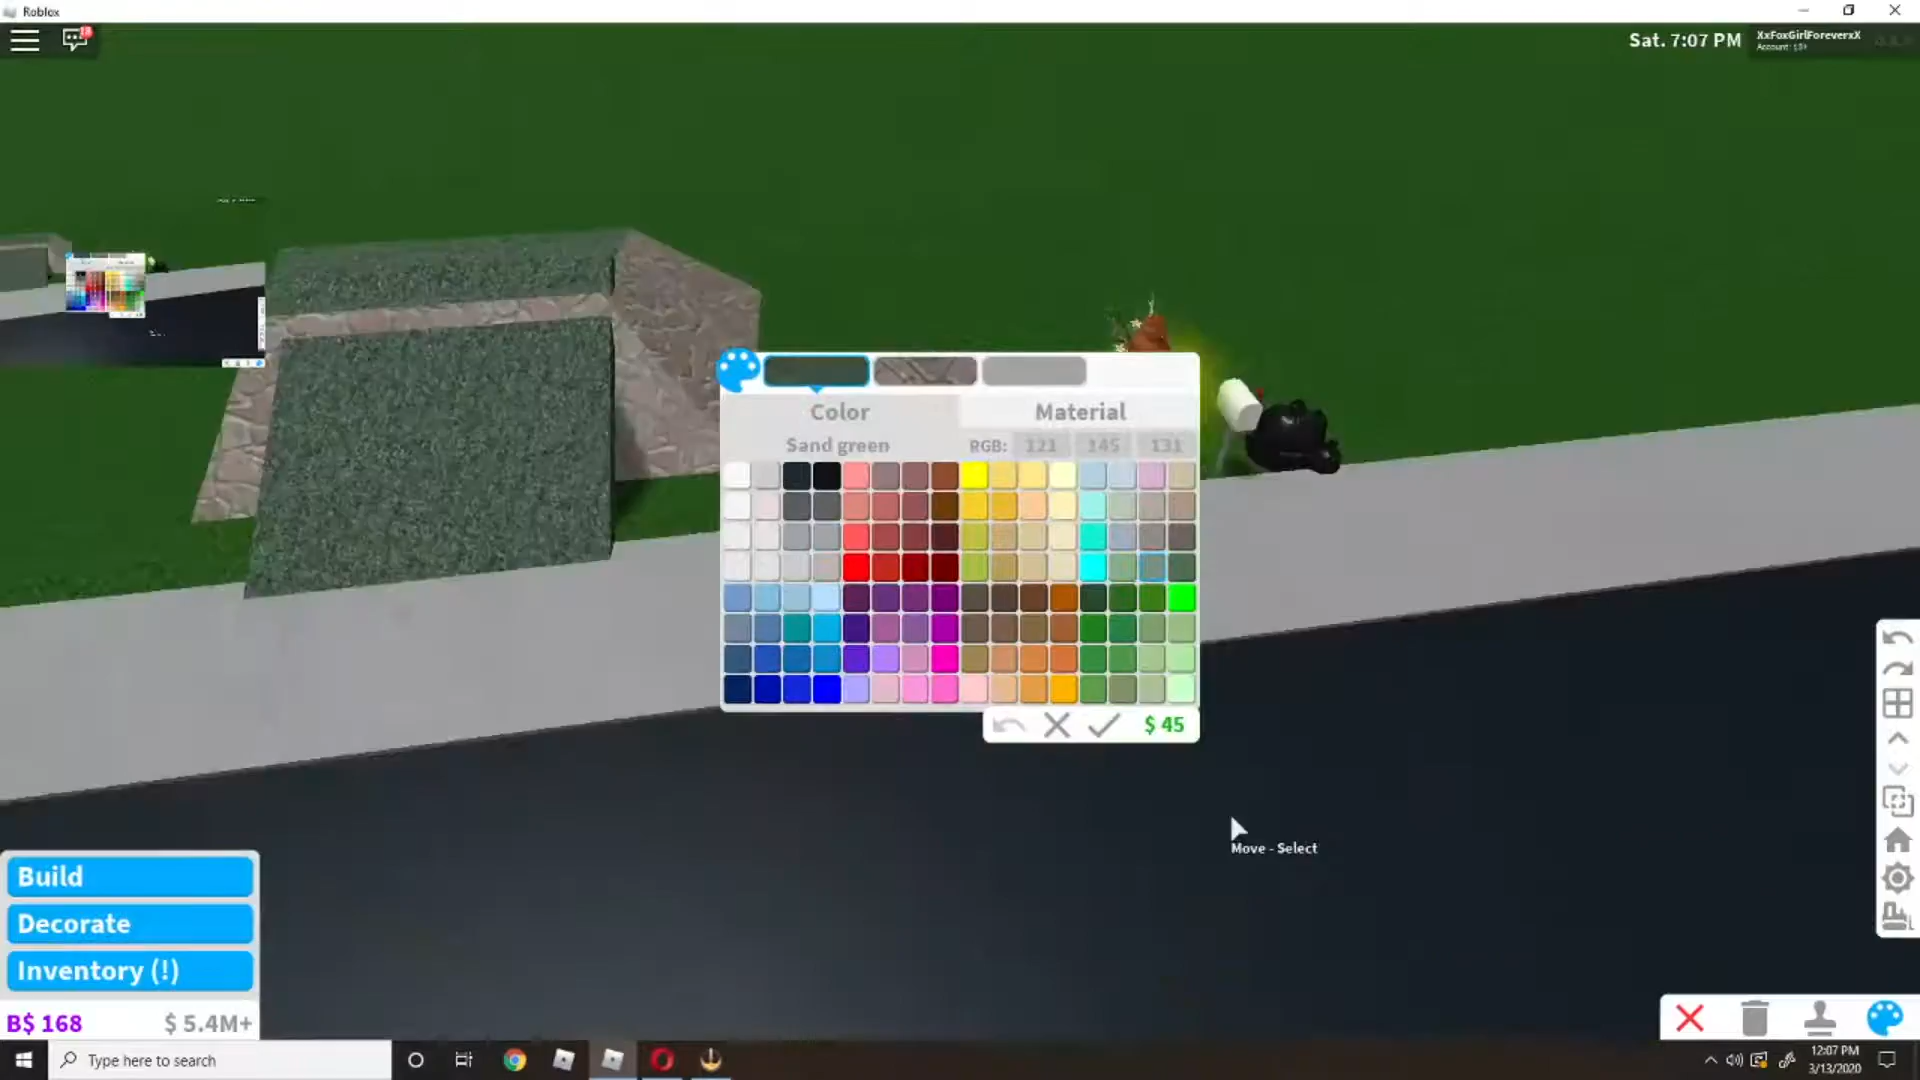 Roblox
18
Sat. 7:07 PM
XxFoxGirlForeverxX
Color
Material
Sand green
RGB: 121 145 131
$ 45
Move - Select
Build
Decorate
Inventory (!)
B$ 168
$ 5.4M+
Type here to search
12:07 PM
3/13/2020